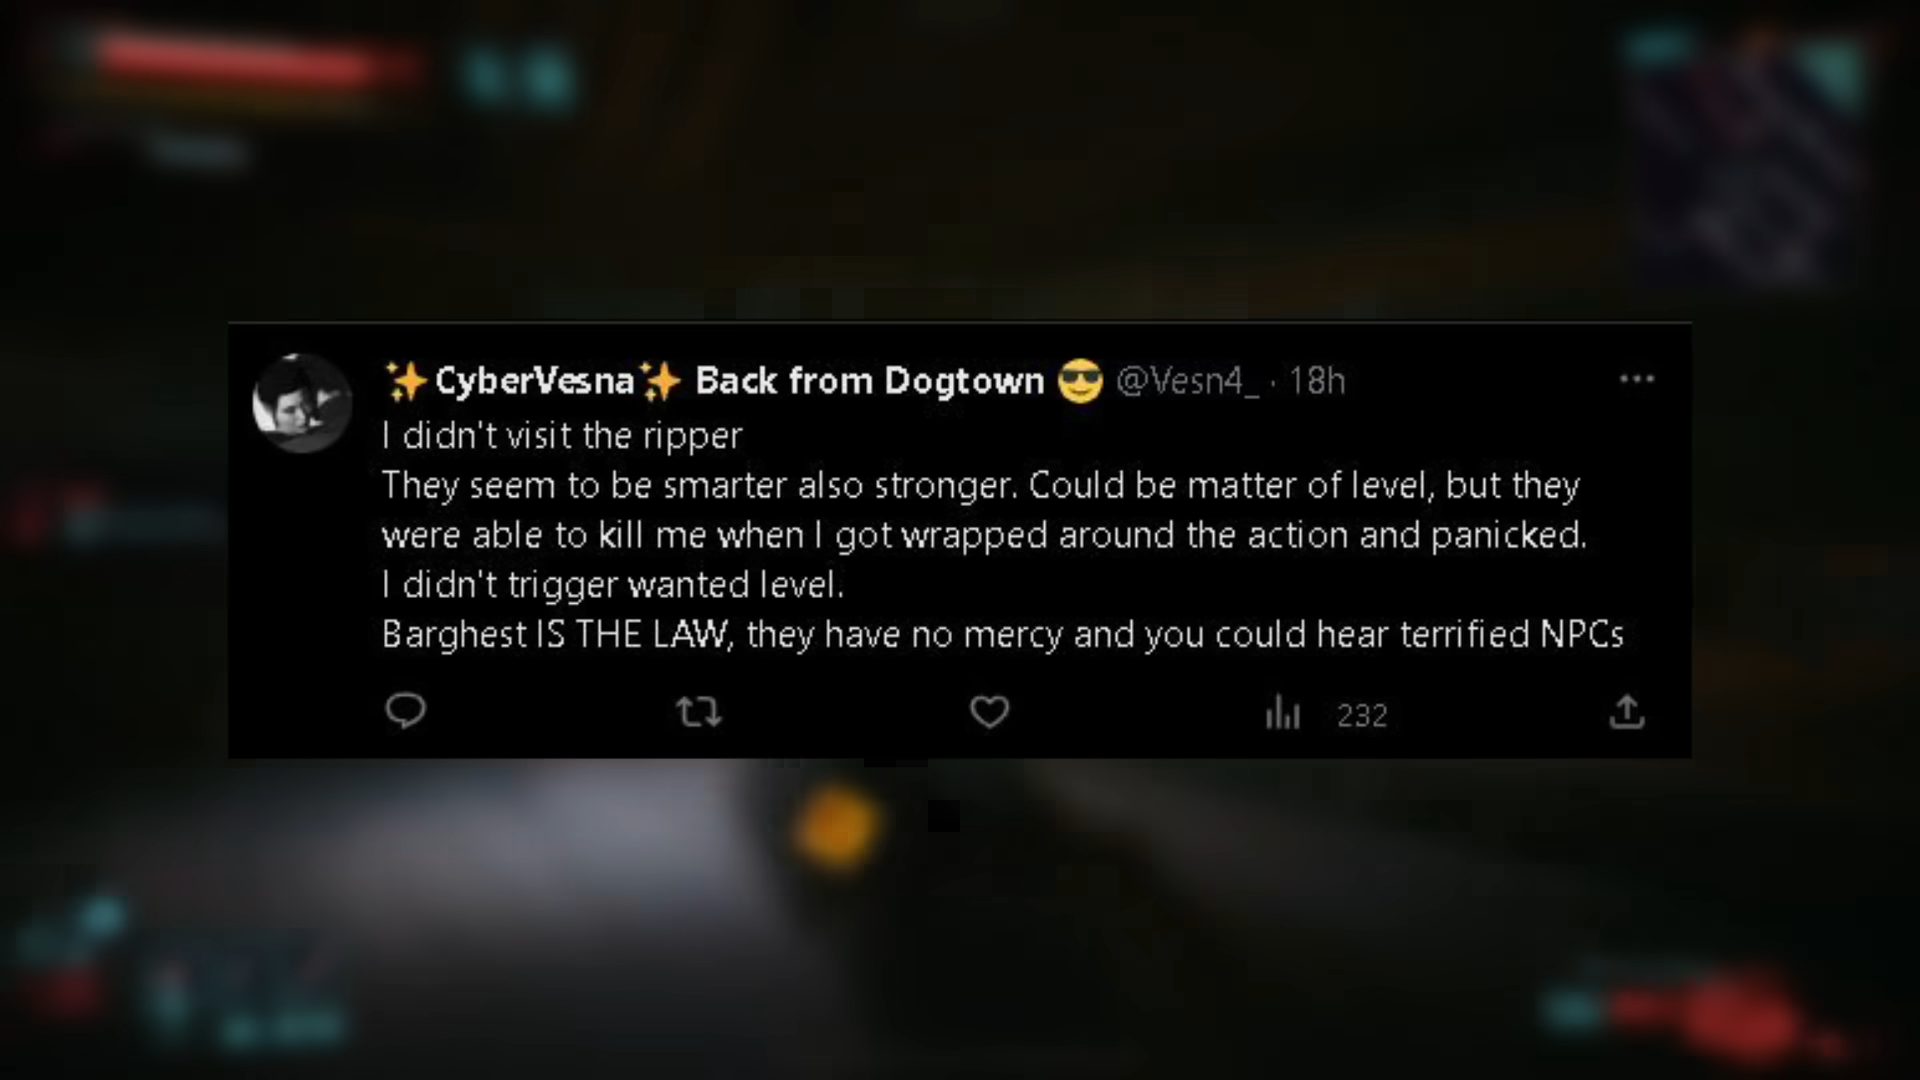 ✨CyberVesna✨ Back from Dogtown 😎 @Vesn4_ · 18h
I didn't visit the ripper
They seem to be smarter also stronger. Could be matter of level, but they
were able to kill me when I got wrapped around the action and panicked.
I didn't trigger wanted level.
Barghest IS THE LAW, they have no mercy and you could hear terrified NPCs
232